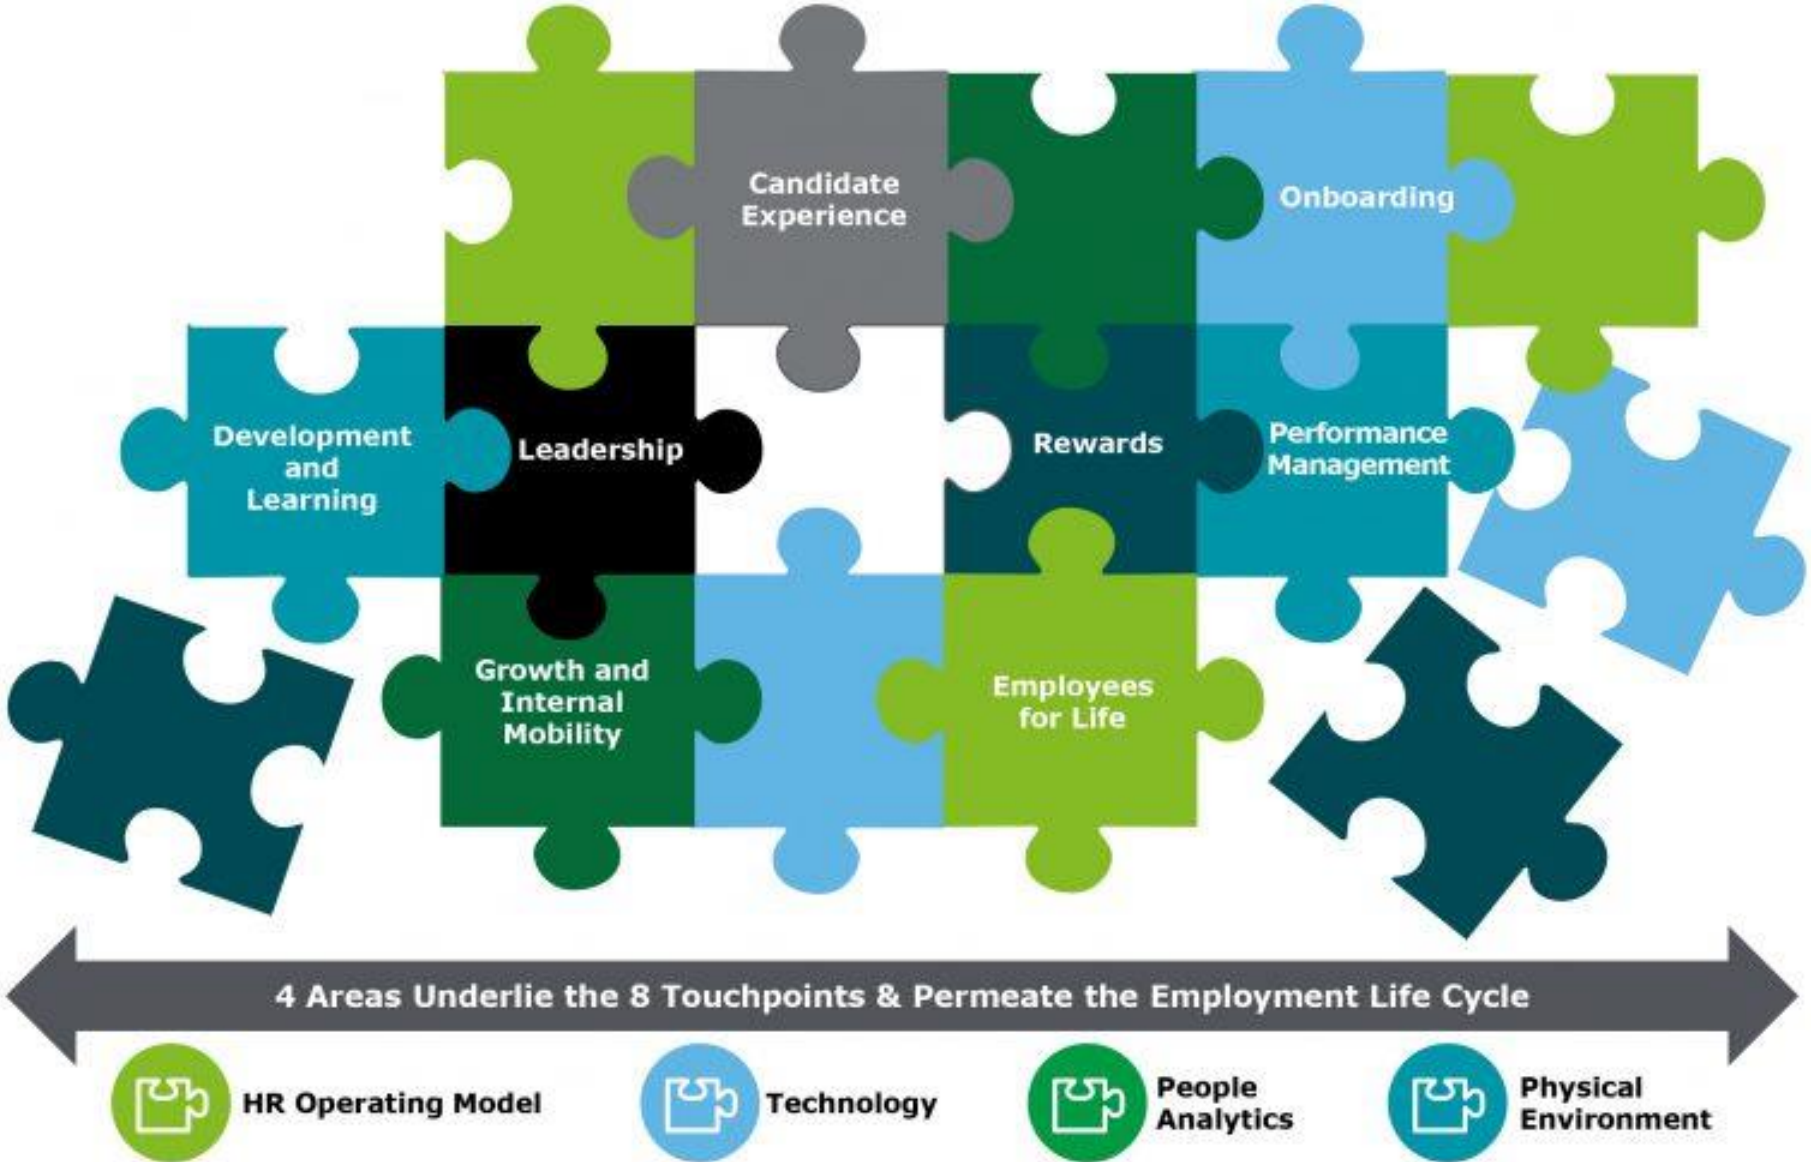 Candidate
Experience
Onboarding
Development
and
Learning
Leadership
Rewards
Performance
Management
Growth and
Internal
Mobility
Employees
for Life
4 Areas Underlie the 8 Touchpoints & Permeate the Employment Life Cycle
HR Operating Model
Technology
People
Analytics
Physical
Environment